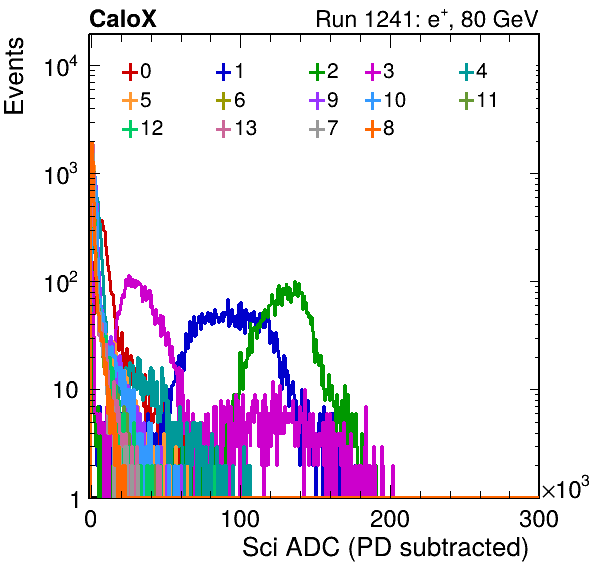 CaloX Run 1241: e⁺, 80 GeV
Events
0 1 2 3 4
5 6 9 10 11
12 13 7 8
10⁴
10³
10²
10
1
0 100 200 300
×10³
Sci ADC (PD subtracted)